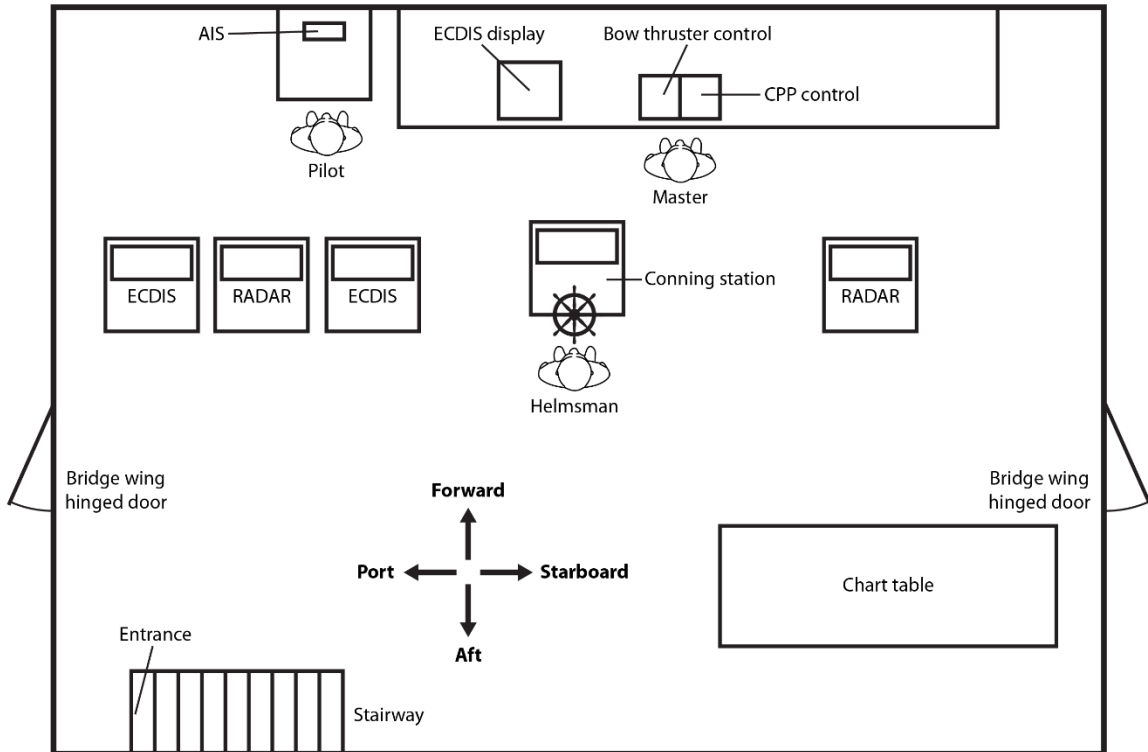 AIS
ECDIS display
Bow thruster control
CPP control
Pilot
Master
ECDIS
RADAR
ECDIS
Conning station
RADAR
Helmsman
Bridge wing
hinged door
Bridge wing
hinged door
Forward
Port
Starboard
Aft
Chart table
Entrance
Stairway